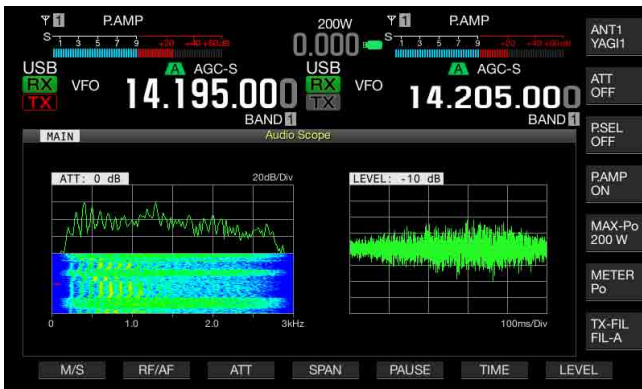 1 P.AMP 200W 1 P.AMP ANT1
YAGI1
S 1 3 5 7 9 +20 +40 +60dB 0.000 S 1 3 5 7 9 +20 +40 +60dB
USB A AGC-S USB A AGC-S ATT
OFF
RX VFO 14.195.000 RX VFO 14.205.000
TX TX
BAND 1 BAND 1
P.SEL
OFF
MAIN Audio Scope
ATT: 0 dB 20dB/Div LEVEL: -10 dB
P.AMP
ON
MAX-Po
200 W
METER
Po
0 1.0 2.0 3kHz 100ms/Div
TX-FIL
FIL-A
M/S RF/AF ATT SPAN PAUSE TIME LEVEL